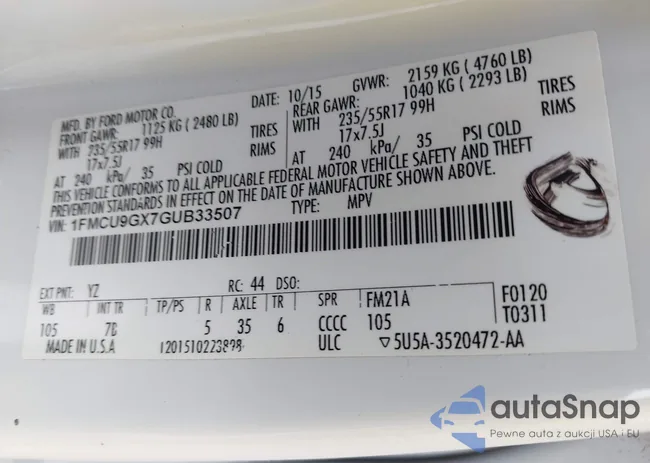 MFD. BY FORD MOTOR CO. DATE: 10/15 GVWR: 2159 KG ( 4760 LB)
FRONT GAWR: 1125 KG ( 2480 LB) REAR GAWR: 1040 KG ( 2293 LB)
WITH 235/55R17 99H TIRES WITH 235/55R17 99H TIRES
17x7.5J RIMS 17x7.5J RIMS
AT 240 kPa/ 35 PSI COLD AT 240 kPa/ 35 PSI COLD
THIS VEHICLE CONFORMS TO ALL APPLICABLE FEDERAL MOTOR VEHICLE SAFETY AND THEFT
PREVENTION STANDARDS IN EFFECT ON THE DATE OF MANUFACTURE SHOWN ABOVE.
VIN: 1FMCU9GX7GUB33507 TYPE: MPV
EXT PNT: YZ RC: 44 DSO:
WB INT TR TP/PS R AXLE TR SPR FM21A F0120
105 7B 5 35 6 CCCC 105 T0311
MADE IN U.S.A 1201510223898 ULC 5U5A-3520472-AA
autaSnap
Pewne auta z aukcji USA i EU